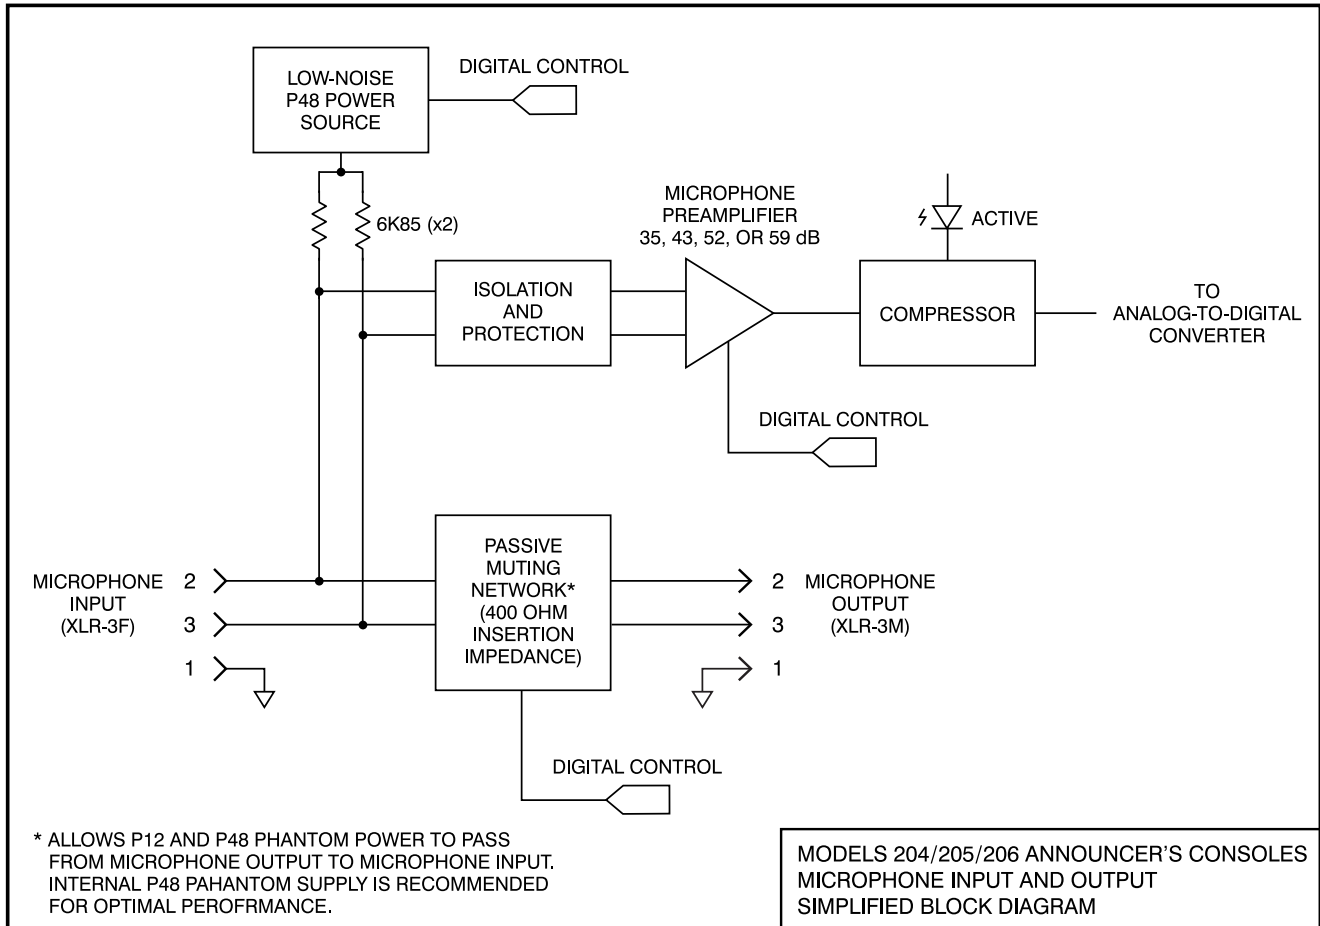 LOW-NOISE
P48 POWER
SOURCE
DIGITAL CONTROL
6K85 (x2)
MICROPHONE
PREAMPLIFIER
35, 43, 52, OR 59 dB
ACTIVE
ISOLATION
AND
PROTECTION
COMPRESSOR
TO
ANALOG-TO-DIGITAL
CONVERTER
DIGITAL CONTROL
MICROPHONE
INPUT
(XLR-3F)
2
3
1
PASSIVE
MUTING
NETWORK*
(400 OHM
INSERTION
IMPEDANCE)
2
3
1
MICROPHONE
OUTPUT
(XLR-3M)
DIGITAL CONTROL
* ALLOWS P12 AND P48 PHANTOM POWER TO PASS
FROM MICROPHONE OUTPUT TO MICROPHONE INPUT.
INTERNAL P48 PAHANTOM SUPPLY IS RECOMMENDED
FOR OPTIMAL PEROFRMANCE.
MODELS 204/205/206 ANNOUNCER'S CONSOLES
MICROPHONE INPUT AND OUTPUT
SIMPLIFIED BLOCK DIAGRAM